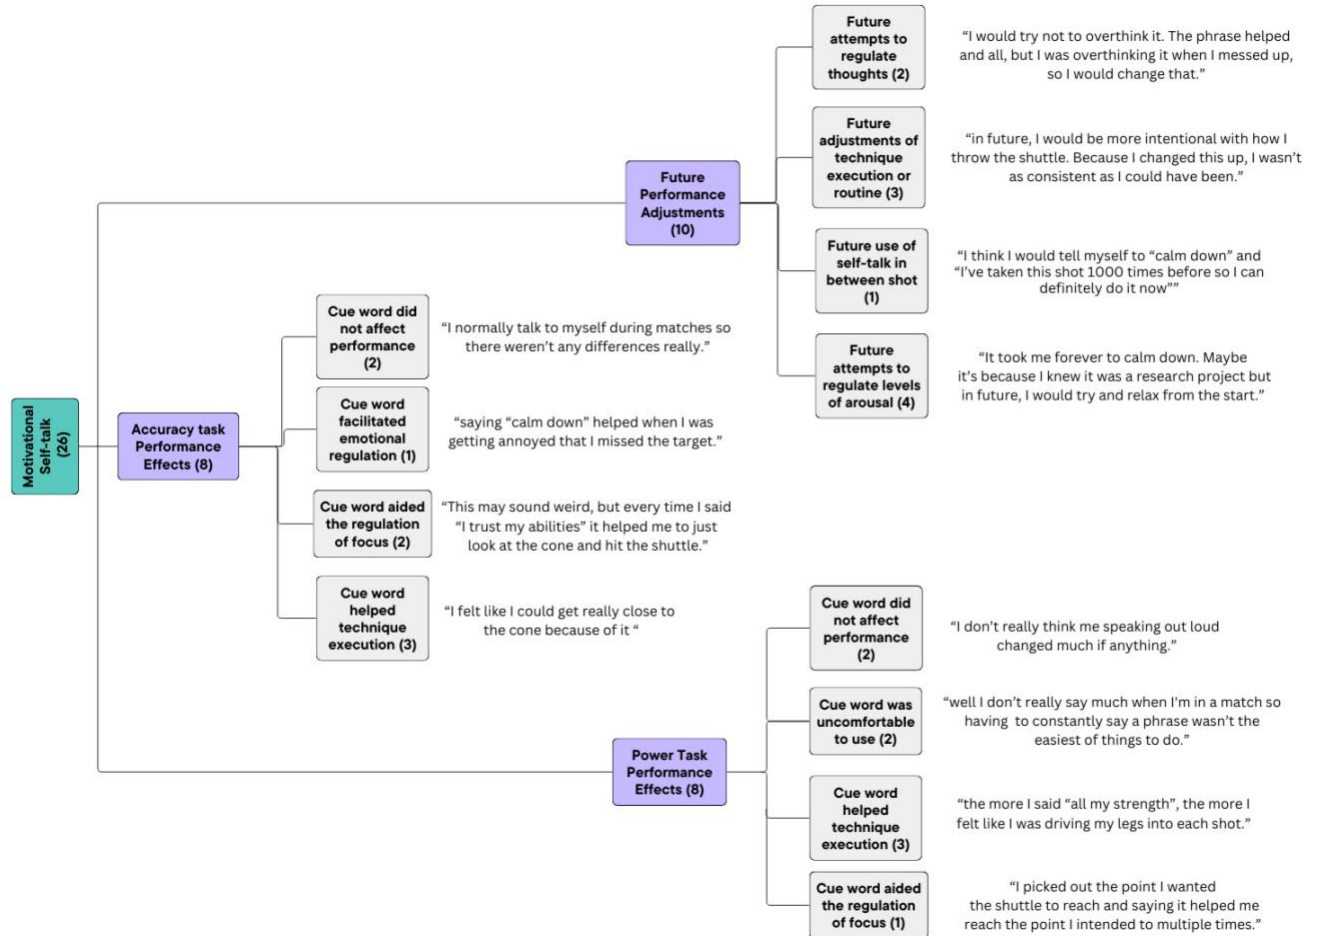 Motivational
Self-talk
(26)
Future
Performance
Adjustments
(10)
Future
attempts to
regulate
thoughts (2)
“I would try not to overthink it. The phrase helped
and all, but I was overthinking it when I messed up,
so I would change that.”
Future
adjustments of
technique
execution or
routine (3)
“in future, I would be more intentional with how I
throw the shuttle. Because I changed this up, I wasn’t
as consistent as I could have been.”
Future use of
self-talk in
between shot
(1)
“I think I would tell myself to “calm down” and
“I’ve taken this shot 1000 times before so I can
definitely do it now””
Future
attempts to
regulate levels
of arousal (4)
“It took me forever to calm down. Maybe
it’s because I knew it was a research project but
in future, I would try and relax from the start.”
Accuracy task
Performance
Effects (8)
Cue word did
not affect
performance
(2)
“I normally talk to myself during matches so
there weren’t any differences really.”
Cue word
facilitated
emotional
regulation (1)
“saying “calm down” helped when I was
getting annoyed that I missed the target.”
Cue word aided
the regulation
of focus (2)
“This may sound weird, but every time I said
“I trust my abilities” it helped me to just
look at the cone and hit the shuttle.”
Cue word
helped
technique
execution (3)
“I felt like I could get really close to
the cone because of it “
Power Task
Performance
Effects (8)
Cue word did
not affect
performance
(2)
“I don’t really think me speaking out loud
changed much if anything.”
Cue word was
uncomfortable
to use (2)
“well I don’t really say much when I'm in a match so
having to constantly say a phrase wasn’t the
easiest of things to do.”
Cue word
helped
technique
execution (3)
“the more I said “all my strength”, the more I
felt like I was driving my legs into each shot.”
Cue word aided
the regulation
of focus (1)
“I picked out the point I wanted
the shuttle to reach and saying it helped me
reach the point I intended to multiple times.”